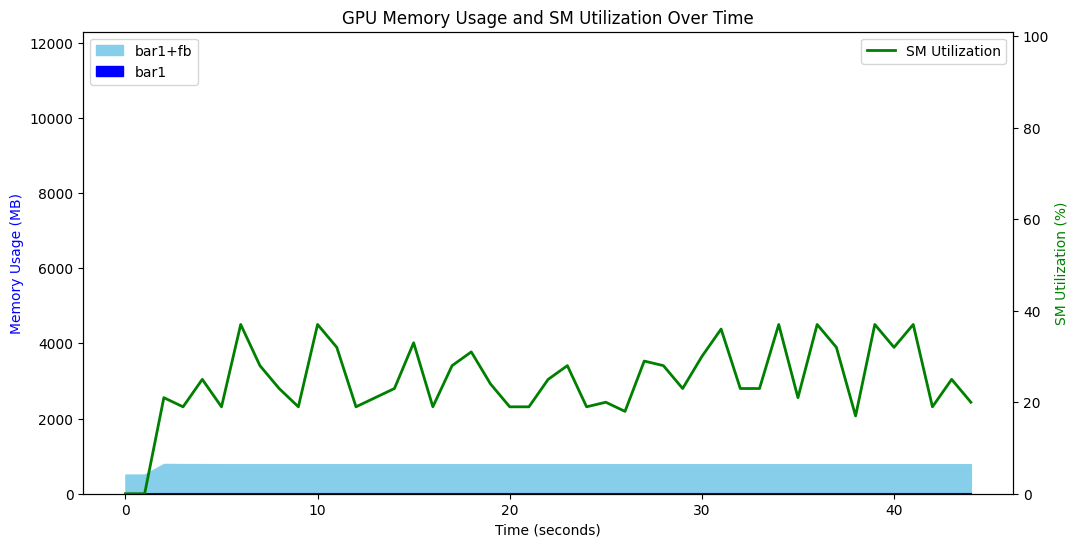 GPU Memory Usage and SM Utilization Over Time
bar1+fb
bar1
SM Utilization
12000
10000
8000
6000
4000
2000
0
Memory Usage (MB)
100
80
60
40
20
0
SM Utilization (%)
0
10
20
30
40
Time (seconds)